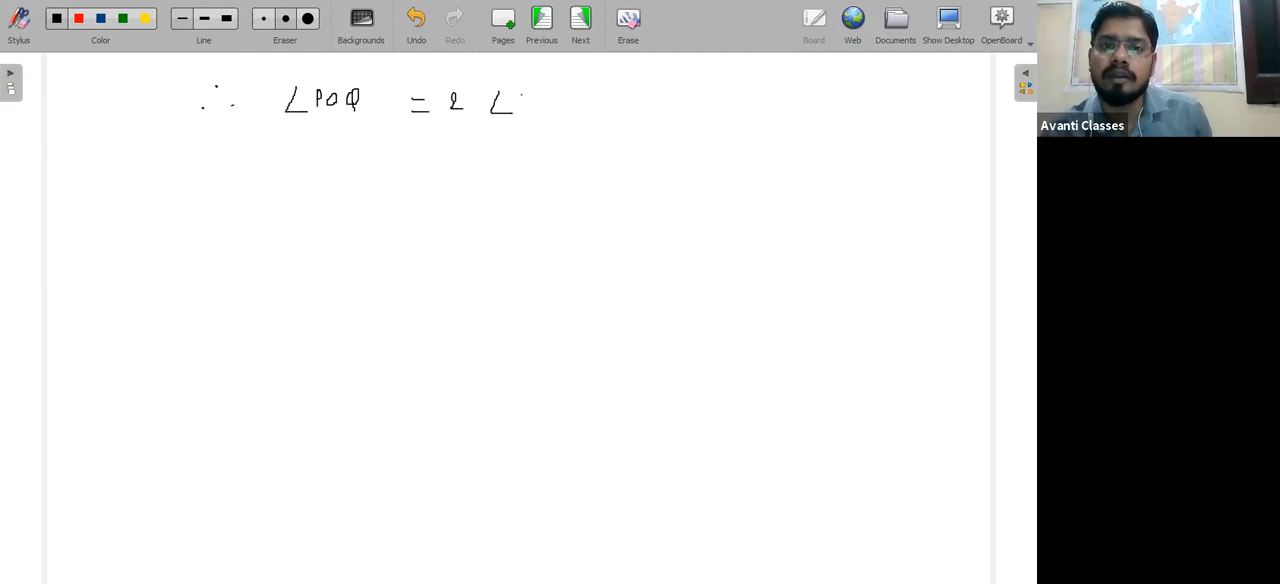 Stylus Color Line Eraser Backgrounds Undo Redo Pages Previous Next Erase Board Web Documents Show Desktop OpenBoard
∴ ∠POQ = 2 ∠
Avanti Classes